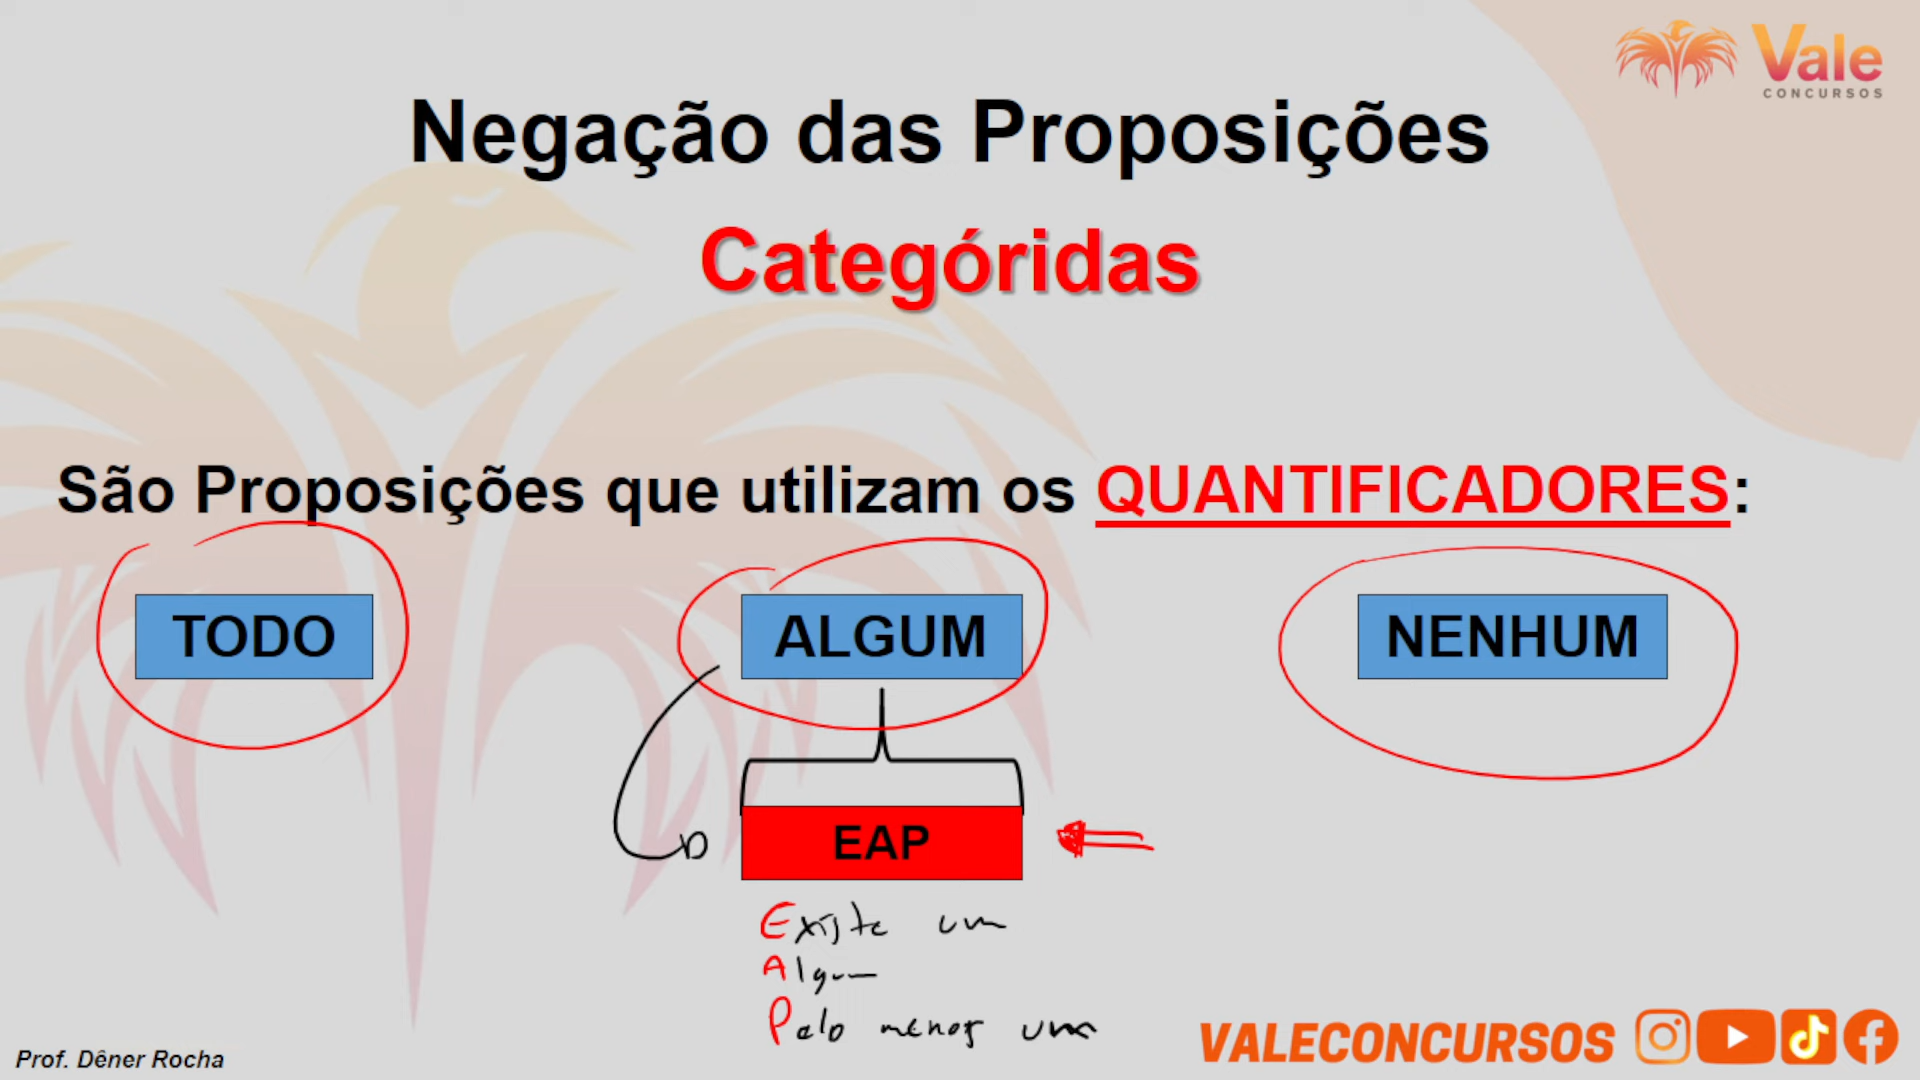 Vale
CONCURSOS
Negação das Proposições
Categóridas
São Proposições que utilizam os QUANTIFICADORES:
TODO
ALGUM
NENHUM
EAP
Existe um
Algum
Pelo menos um
Prof. Dêner Rocha
VALECONCURSOS